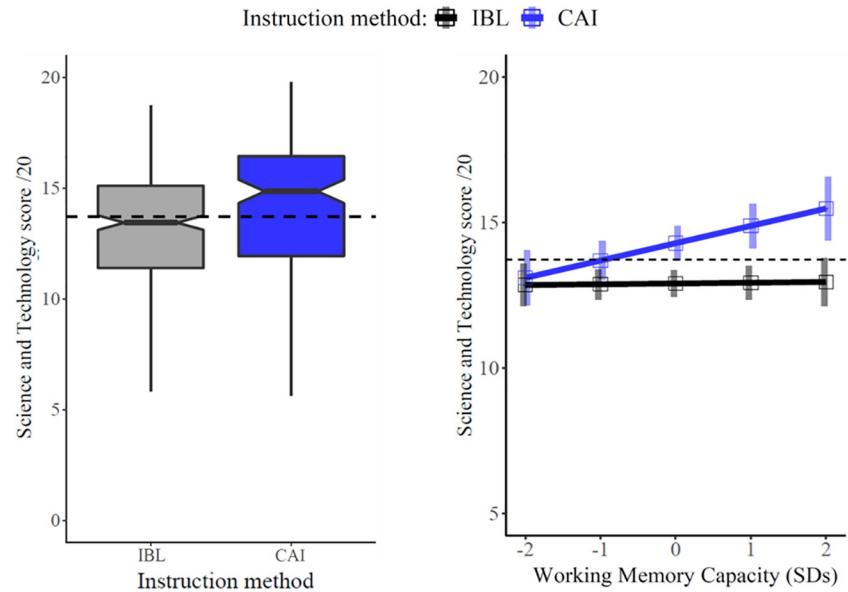 Instruction method: IBL CAI
Science and Technology score /20
20
15
10
5
0
IBL CAI
Instruction method
Science and Technology score /20
20
15
10
5
-2 -1 0 1 2
Working Memory Capacity (SDs)